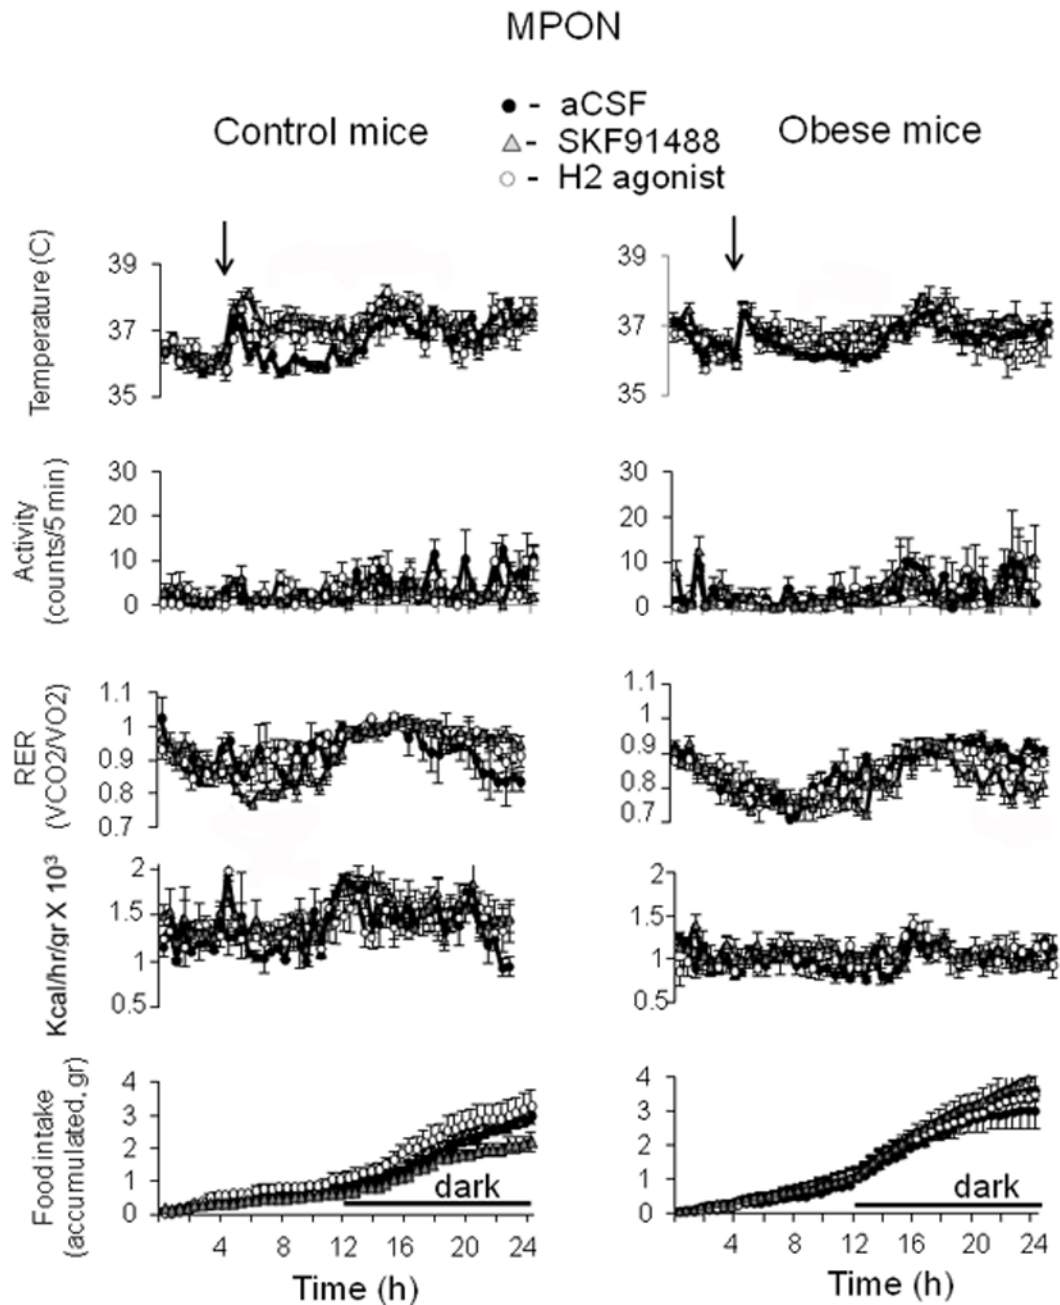 MPON
Control mice
- aCSF
- SKF91488
- H2 agonist
Obese mice
Temperature (C)
39
37
35
39
37
35
Activity
(counts/5 min)
30
20
10
0
30
20
10
0
RER
(VCO2/VO2)
1.1
1
0.9
0.8
0.7
1.1
1
0.9
0.8
0.7
Kcal/hr/gr X 10³
2
1.5
1
0.5
2
1.5
1
0.5
Food intake
(accumulated, gr)
4
3
2
1
0
dark
4
3
2
1
0
dark
4 8 12 16 20 24
4 8 12 16 20 24
Time (h)
Time (h)